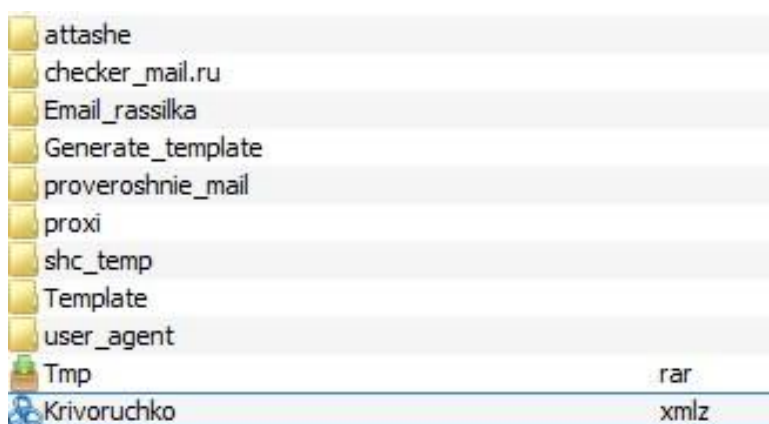 attashe
checker_mail.ru
Email_rassilka
Generate_template
proveroshnie_mail
proxi
shc_temp
Template
user_agent
Tmp rar
Krivoruchko xmlz